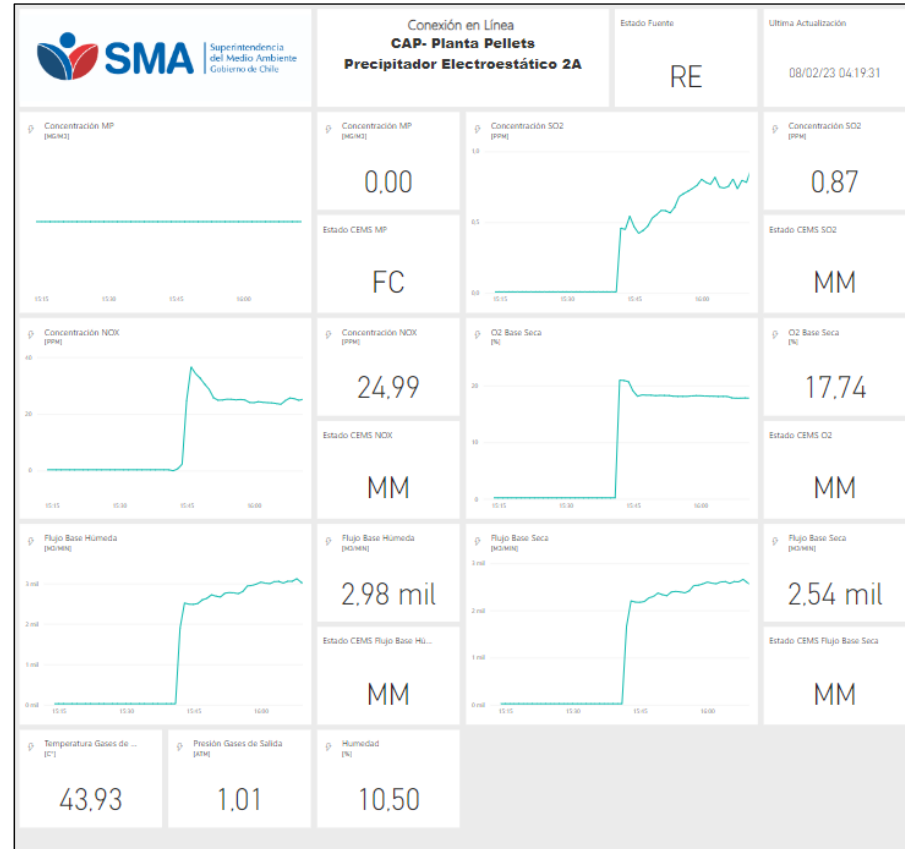 SMA
Superintendencia
del Medio Ambiente
Gobierno de Chile
Conexión en Línea
CAP- Planta Pellets
Precipitador Electroestático 2A
Estado Fuente
RE
Ultima Actualización
08/02/23 04:19:31
Concentración MP
[MG/M3]
15:15 15:30 15:45 16:00
Concentración MP
[MG/M3]
0,00
Estado CEMS MP
FC
Concentración SO2
[PPM]
1,0
0,5
0,0
15:15 15:30 15:45 16:00
Concentración SO2
[PPM]
0,87
Estado CEMS SO2
MM
Concentración NOX
[PPM]
40
20
0
15:15 15:30 15:45 16:00
Concentración NOX
[PPM]
24,99
Estado CEMS NOX
MM
O2 Base Seca
[%]
20
10
0
15:15 15:30 15:45 16:00
O2 Base Seca
[%]
17,74
Estado CEMS O2
MM
Flujo Base Húmeda
[M3/MIN]
3 mil
2 mil
1 mil
0 mil
15:15 15:30 15:45 16:00
Flujo Base Húmeda
[M3/MIN]
2,98 mil
Estado CEMS Flujo Base Hú...
MM
Flujo Base Seca
[M3/MIN]
3 mil
2 mil
1 mil
0 mil
15:15 15:30 15:45 16:00
Flujo Base Seca
[M3/MIN]
2,54 mil
Estado CEMS Flujo Base Seca
MM
Temperatura Gases de ...
[C°]
43,93
Presión Gases de Salida
[ATM]
1,01
Humedad
[%]
10,50